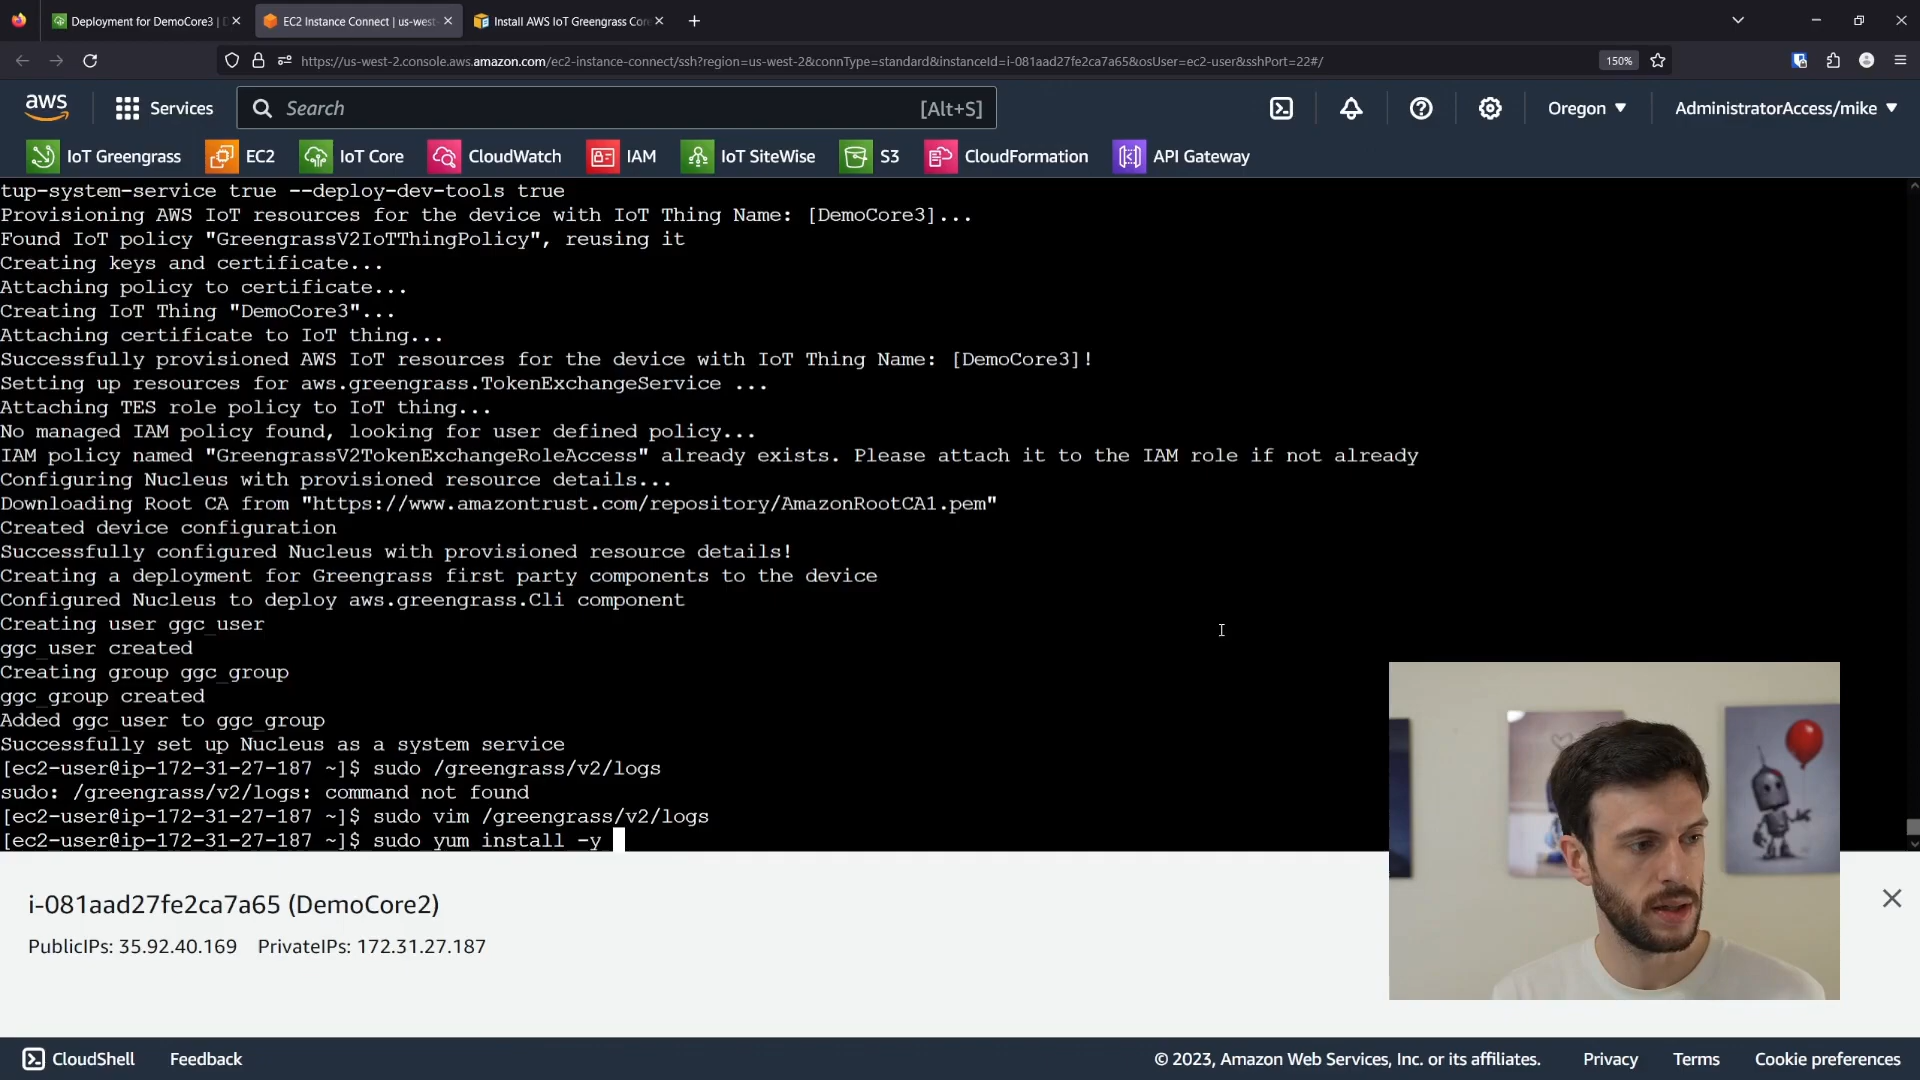 Deployment for DemoCore3 | D
EC2 Instance Connect | us-west-
Install AWS IoT Greengrass Core
https://us-west-2.console.aws.amazon.com/ec2-instance-connect/ssh?region=us-west-2&connType=standard&instanceId=i-081aad27fe2ca7a65&osUser=ec2-user&sshPort=22#/
150%
aws
Services
Search
[Alt+S]
Oregon
AdministratorAccess/mike
IoT Greengrass
EC2
IoT Core
CloudWatch
IAM
IoT SiteWise
S3
CloudFormation
API Gateway
tup-system-service true --deploy-dev-tools true
Provisioning AWS IoT resources for the device with IoT Thing Name: [DemoCore3]...
Found IoT policy "GreengrassV2IoTThingPolicy", reusing it
Creating keys and certificate...
Attaching policy to certificate...
Creating IoT Thing "DemoCore3"...
Attaching certificate to IoT thing...
Successfully provisioned AWS IoT resources for the device with IoT Thing Name: [DemoCore3]!
Setting up resources for aws.greengrass.TokenExchangeService ...
Attaching TES role policy to IoT thing...
No managed IAM policy found, looking for user defined policy...
IAM policy named "GreengrassV2TokenExchangeRoleAccess" already exists. Please attach it to the IAM role if not already
Configuring Nucleus with provisioned resource details...
Downloading Root CA from "https://www.amazontrust.com/repository/AmazonRootCA1.pem"
Created device configuration
Successfully configured Nucleus with provisioned resource details!
Creating a deployment for Greengrass first party components to the device
Configured Nucleus to deploy aws.greengrass.Cli component
Creating user ggc_user
ggc_user created
Creating group ggc_group
ggc_group created
Added ggc_user to ggc_group
Successfully set up Nucleus as a system service
[ec2-user@ip-172-31-27-187 ~]$ sudo /greengrass/v2/logs
sudo: /greengrass/v2/logs: command not found
[ec2-user@ip-172-31-27-187 ~]$ sudo vim /greengrass/v2/logs
[ec2-user@ip-172-31-27-187 ~]$ sudo yum install -y
i-081aad27fe2ca7a65 (DemoCore2)
PublicIPs: 35.92.40.169 PrivateIPs: 172.31.27.187
CloudShell
Feedback
© 2023, Amazon Web Services, Inc. or its affiliates.
Privacy
Terms
Cookie preferences